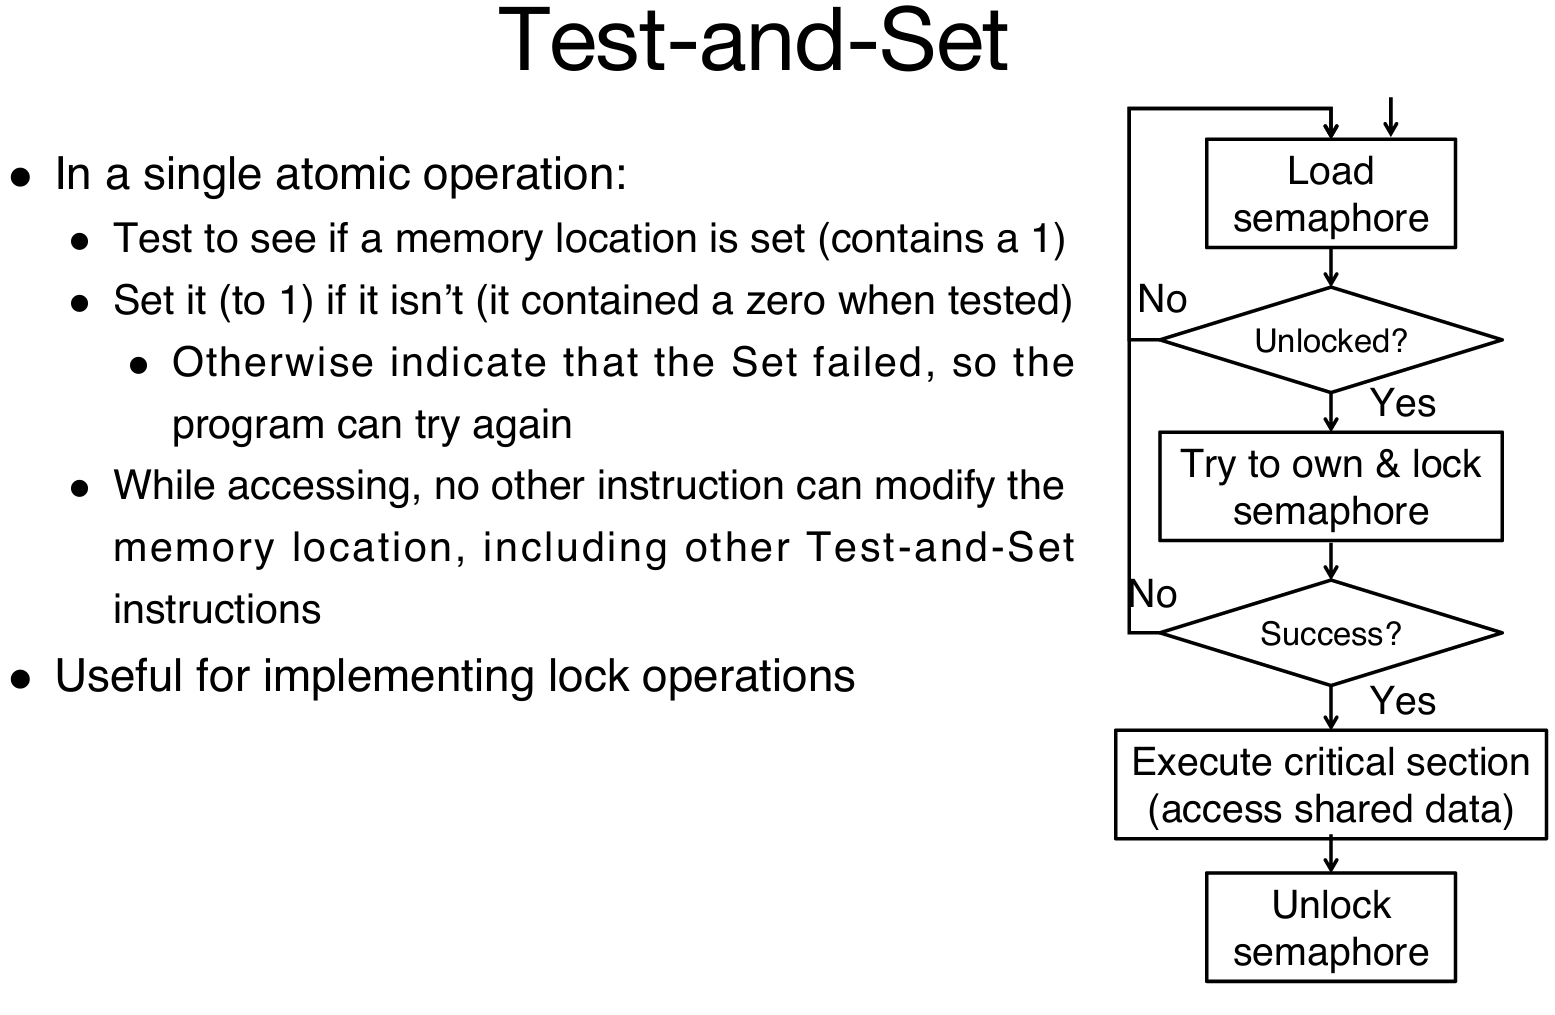 Test-and-Set
• In a single atomic operation:
• Test to see if a memory location is set (contains a 1)
• Set it (to 1) if it isn’t (it contained a zero when tested)
• Otherwise indicate that the Set failed, so the
program can try again
• While accessing, no other instruction can modify the
memory location, including other Test-and-Set
instructions
• Useful for implementing lock operations
Load
semaphore
No
Unlocked?
Yes
Try to own & lock
semaphore
No
Success?
Yes
Execute critical section
(access shared data)
Unlock
semaphore